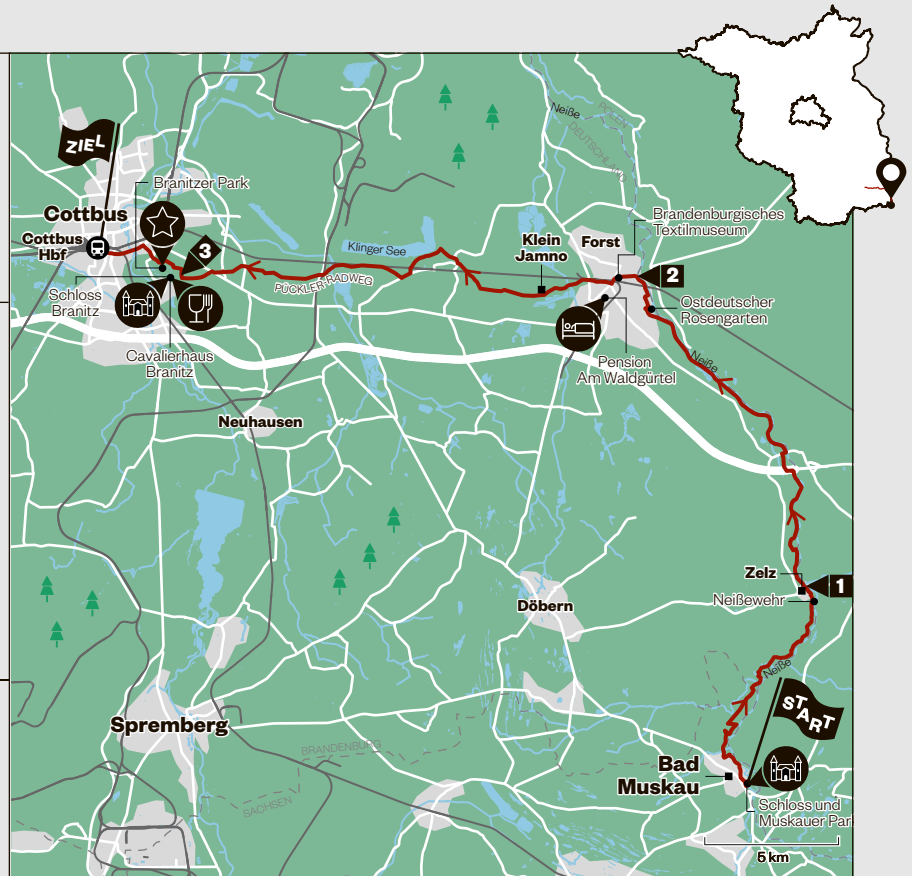 ZIEL
Neiße
POLEN
DEUTSCHLAND
Branitzer Park
Cottbus
Cottbus
Hbf
3
Klinger See
Klein
Jamno
Forst
Brandenburgisches
Textilmuseum
2
PÜCKLER-RADWEG
Schloss
Branitz
Ostdeutscher
Rosengarten
Cavalierhaus
Branitz
Pension
Am Waldgürtel
Neiße
Neuhausen
Zelz
1
Neißewehr
Döbern
Neiße
START
Spremberg
BRANDENBURG
SACHSEN
Bad
Muskau
Schloss und
Muskauer Par
5 km